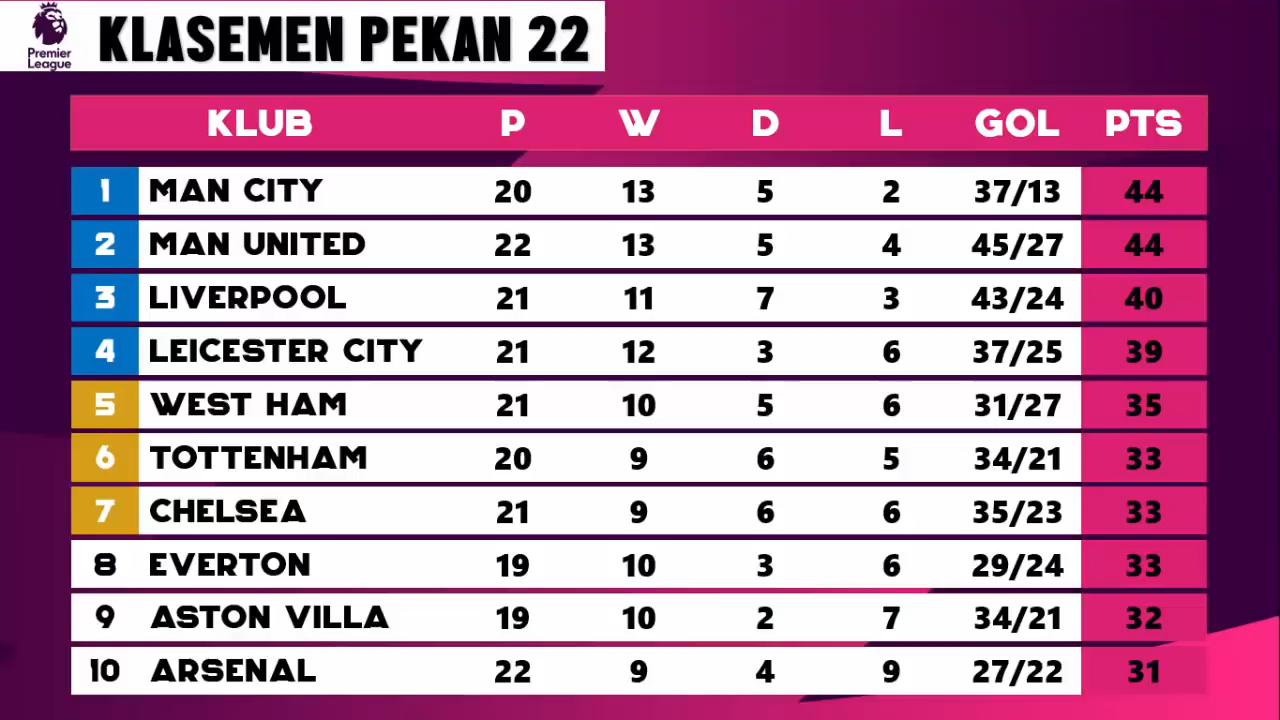 Premier
League
KLASEMEN PEKAN 22
KLUB P W D L GOL PTS
1 MAN CITY 20 13 5 2 37/13 44
2 MAN UNITED 22 13 5 4 45/27 44
3 LIVERPOOL 21 11 7 3 43/24 40
4 LEICESTER CITY 21 12 3 6 37/25 39
5 WEST HAM 21 10 5 6 31/27 35
6 TOTTENHAM 20 9 6 5 34/21 33
7 CHELSEA 21 9 6 6 35/23 33
8 EVERTON 19 10 3 6 29/24 33
9 ASTON VILLA 19 10 2 7 34/21 32
10 ARSENAL 22 9 4 9 27/22 31